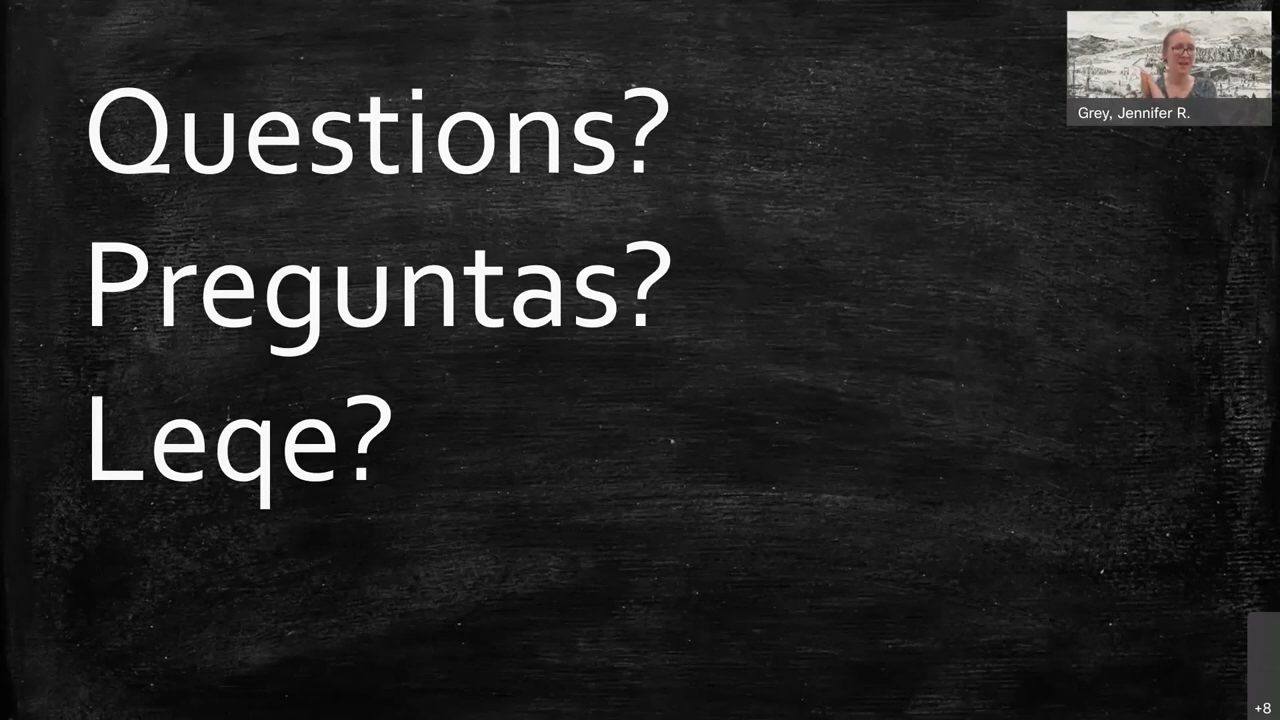 Questions?
Preguntas?
Leqe?
Grey, Jennifer R.
+8